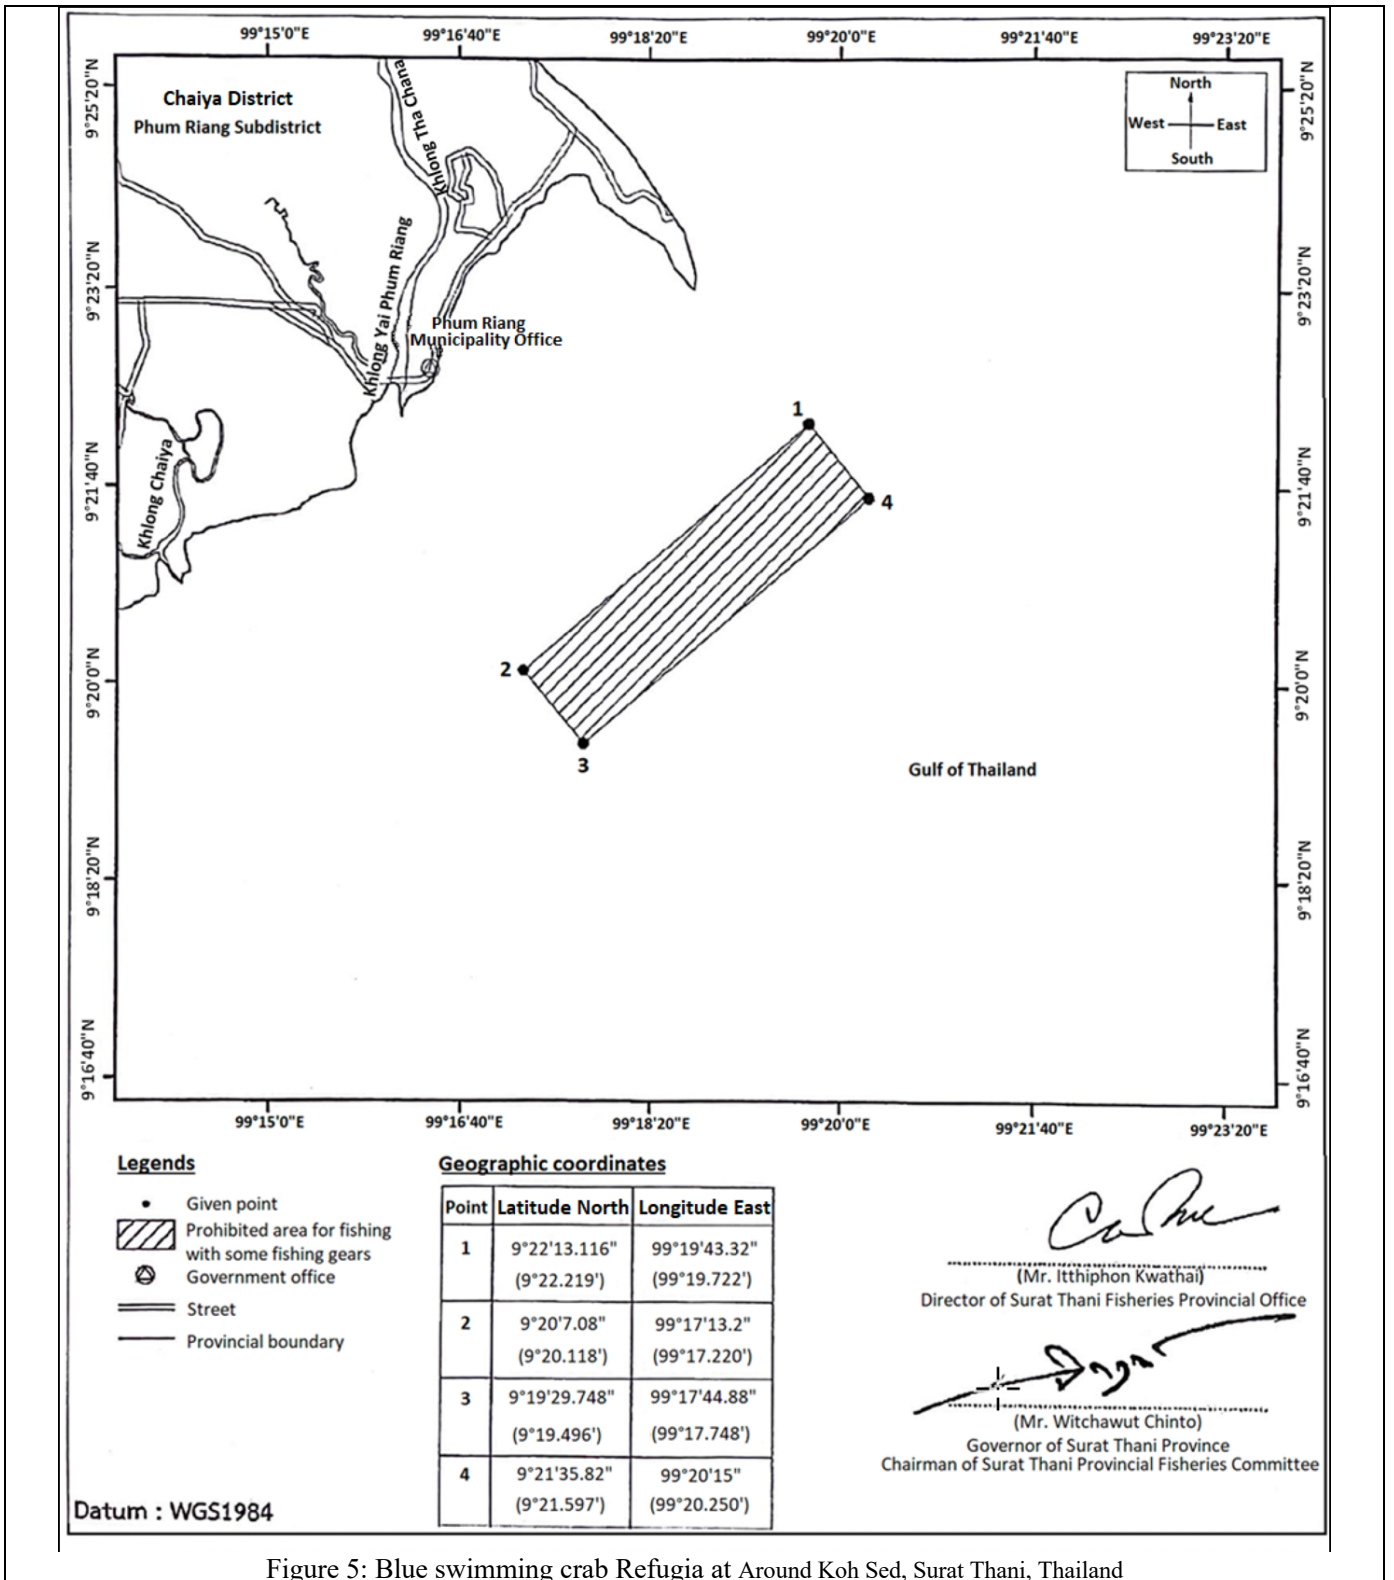 99°15'0"E 99°16'40"E 99°18'20"E 99°20'0"E 99°21'40"E 99°23'20"E
9°25'20"N
9°23'20"N
9°21'40"N
9°20'0"N
9°18'20"N
9°16'40"N
Chaiya District
Phum Riang Subdistrict
Khlong Tha Chana
Khlong Yai Phum Riang
Phum Riang
Municipality Office
Khlong Chaiya
North
West East
South
1
4
2
3
Gulf of Thailand
9°25'20"N
9°23'20"N
9°21'40"N
9°20'0"N
9°18'20"N
9°16'40"N
99°15'0"E 99°16'40"E 99°18'20"E 99°20'0"E 99°21'40"E 99°23'20"E
Legends
Given point
Prohibited area for fishing
with some fishing gears
Government office
Street
Provincial boundary
Geographic coordinates
Point Latitude North Longitude East
1 9°22'13.116" 99°19'43.32"
(9°22.219') (99°19.722')
2 9°20'7.08" 99°17'13.2"
(9°20.118') (99°17.220')
3 9°19'29.748" 99°17'44.88"
(9°19.496') (99°17.748')
4 9°21'35.82" 99°20'15"
(9°21.597') (99°20.250')
(Mr. Itthiphon Kwathai)
Director of Surat Thani Fisheries Provincial Office
(Mr. Witchawut Chinto)
Governor of Surat Thani Province
Chairman of Surat Thani Provincial Fisheries Committee
Datum : WGS1984
Figure 5: Blue swimming crab Refugia at Around Koh Sed, Surat Thani, Thailand